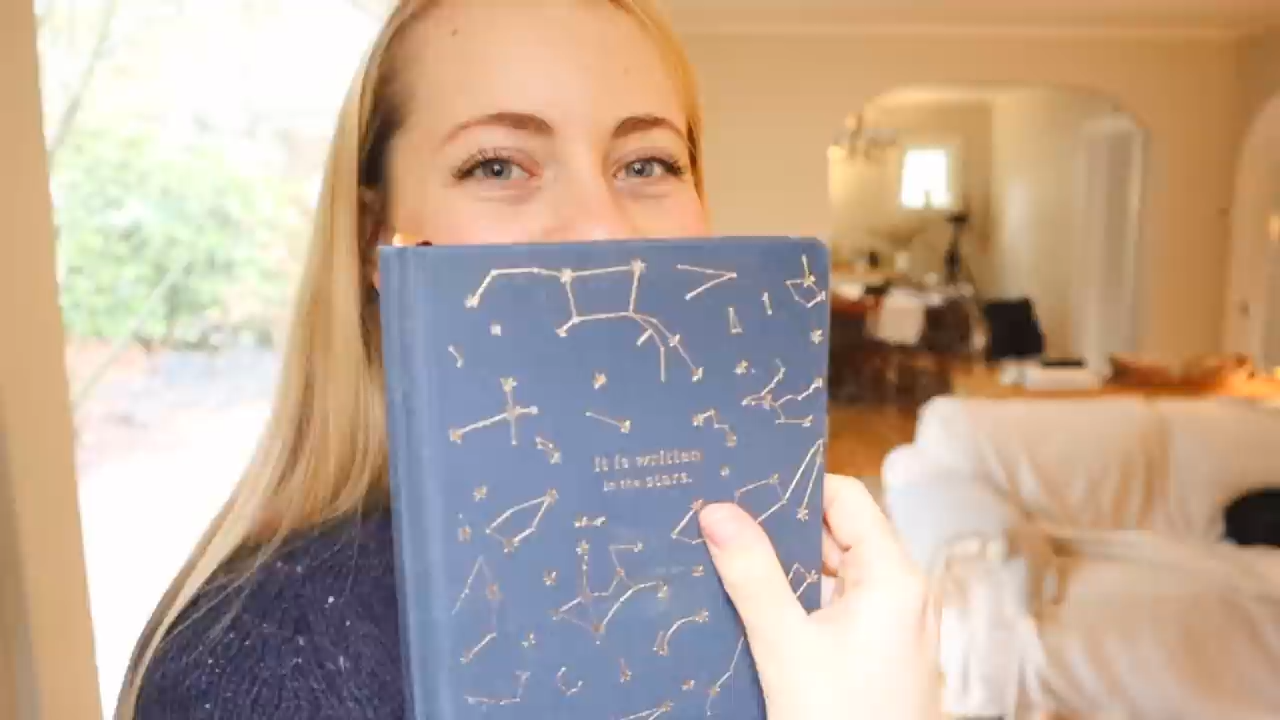 it is written
in the stars.